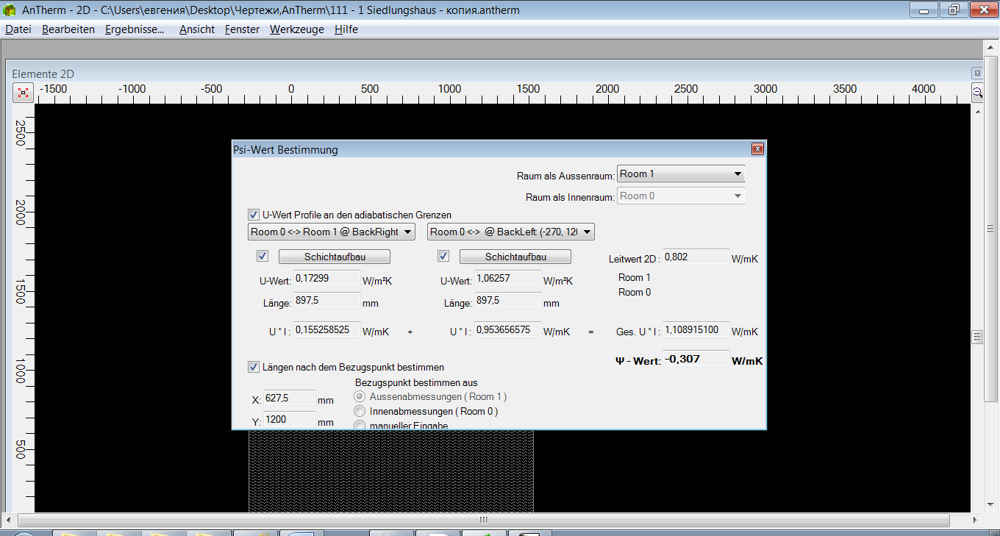 AnTherm - 2D - C:\Users\евгения\Desktop\Чертежи,AnTherm\111 - 1 Siedlungshaus - копия.antherm
Datei Bearbeiten Ergebnisse... Ansicht Fenster Werkzeuge Hilfe
Elemente 2D
-1500 -1000 -500 0 500 1000 1500 2000 2500 3000 3500 4000
2500
2000
1500
1000
500
Psi-Wert Bestimmung
Raum als Aussenraum: Room 1
Raum als Innenraum: Room 0
U-Wert Profile an den adiabatischen Grenzen
Room 0 <-> Room 1 @ BackRight Room 0 <-> @ BackLeft (-270, 120
Schichtaufbau Schichtaufbau Leitwert 2D : 0,802 W/mK
U-Wert: 0,17299 W/m²K U-Wert: 1,06257 W/m²K Room 1
Room 0
Länge: 897,5 mm Länge: 897,5 mm
U * l : 0,155258525 W/mK + U * l : 0,953656575 W/mK = Ges. U * l : 1,108915100 W/mK
Ψ - Wert: -0,307 W/mK
Längen nach dem Bezugspunkt bestimmen
Bezugspunkt bestimmen aus
X: 627,5 mm Aussenabmessungen ( Room 1 )
Innenabmessungen ( Room 0 )
Y: 1200 mm manueller Eingabe